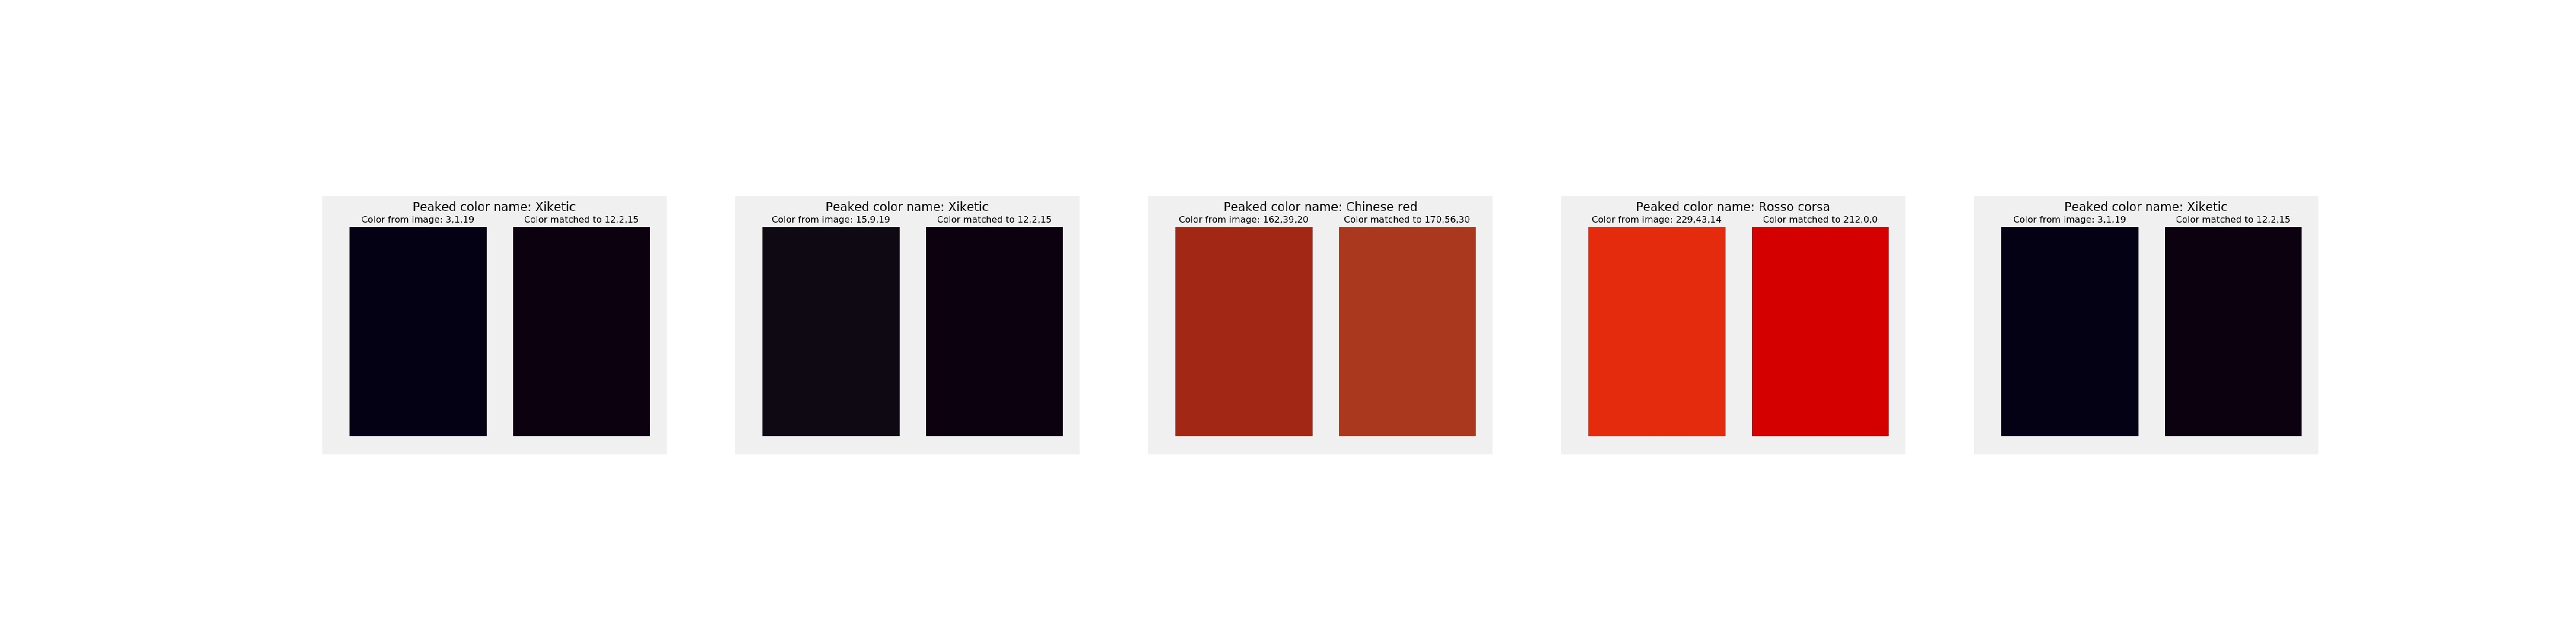 Peaked color name: Xiketic
Color from image: 3,1,19
Color matched to 12,2,15
Peaked color name: Xiketic
Color from image: 15,9,19
Color matched to 12,2,15
Peaked color name: Chinese red
Color from image: 162,39,20
Color matched to 170,56,30
Peaked color name: Rosso corsa
Color from image: 229,43,14
Color matched to 212,0,0
Peaked color name: Xiketic
Color from image: 3,1,19
Color matched to 12,2,15